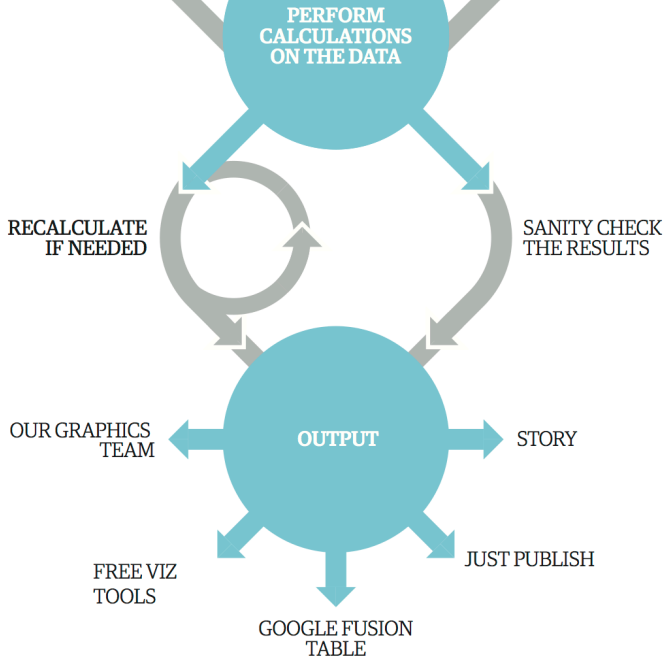 PERFORM
CALCULATIONS
ON THE DATA
RECALCULATE
IF NEEDED
SANITY CHECK
THE RESULTS
OUR GRAPHICS
TEAM
OUTPUT
STORY
FREE VIZ
TOOLS
JUST PUBLISH
GOOGLE FUSION
TABLE